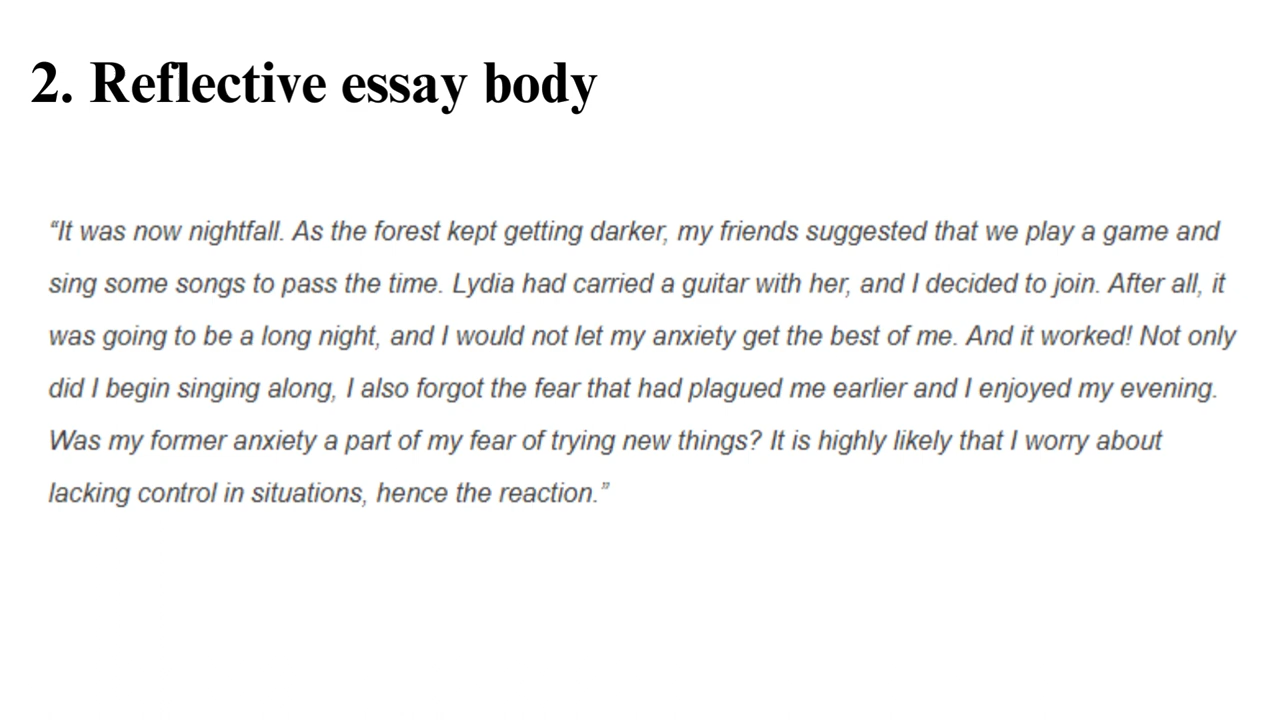 2. Reflective essay body
“It was now nightfall. As the forest kept getting darker, my friends suggested that we play a game and
sing some songs to pass the time. Lydia had carried a guitar with her, and I decided to join. After all, it
was going to be a long night, and I would not let my anxiety get the best of me. And it worked! Not only
did I begin singing along, I also forgot the fear that had plagued me earlier and I enjoyed my evening.
Was my former anxiety a part of my fear of trying new things? It is highly likely that I worry about
lacking control in situations, hence the reaction.”